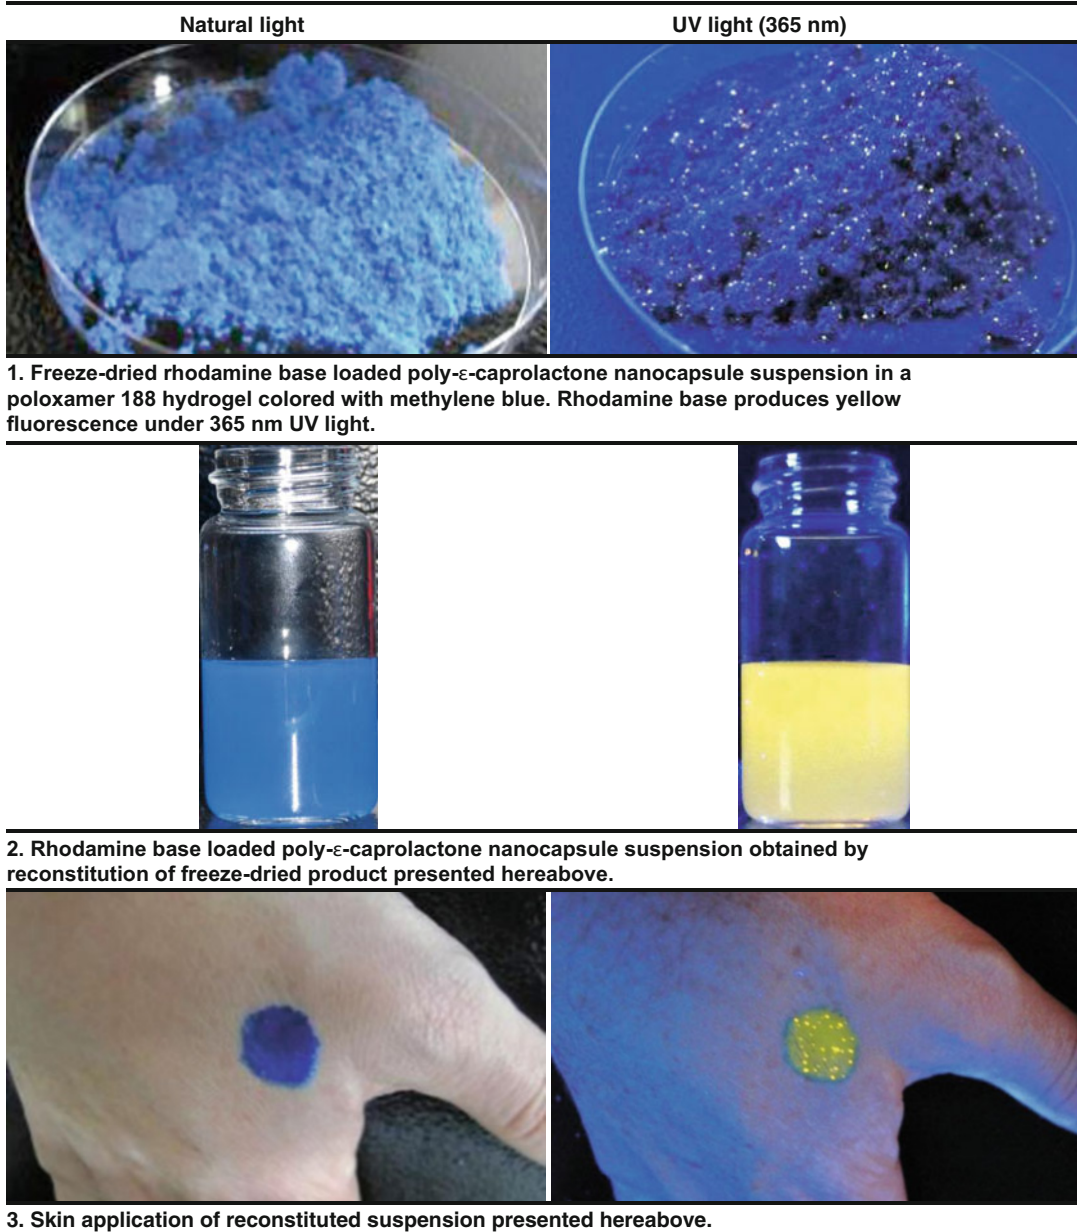 Natural light
UV light (365 nm)
1. Freeze-dried rhodamine base loaded poly-ε-caprolactone nanocapsule suspension in a
poloxamer 188 hydrogel colored with methylene blue. Rhodamine base produces yellow
fluorescence under 365 nm UV light.
2. Rhodamine base loaded poly-ε-caprolactone nanocapsule suspension obtained by
reconstitution of freeze-dried product presented hereabove.
3. Skin application of reconstituted suspension presented hereabove.